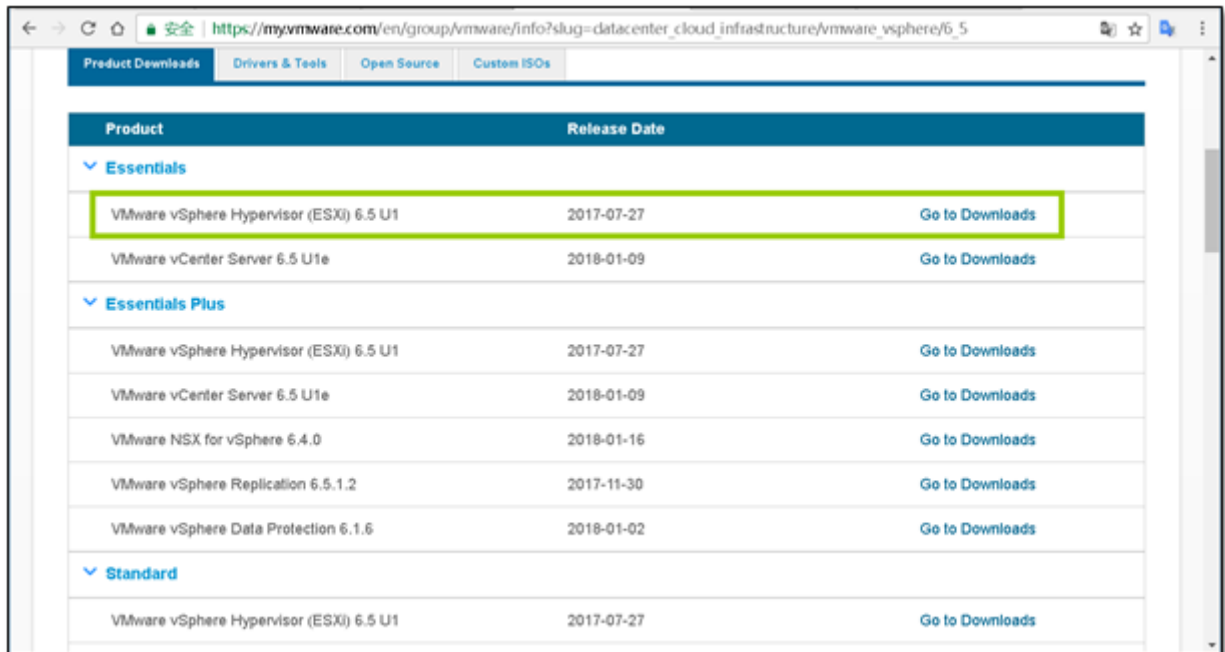 安全 https://my.vmware.com/en/group/vmware/info?slug=datacenter_cloud_infrastructure/vmware_vsphere/6_5
Product Downloads Drivers & Tools Open Source Custom ISOs
Product Release Date
Essentials
VMware vSphere Hypervisor (ESXi) 6.5 U1 2017-07-27 Go to Downloads
VMware vCenter Server 6.5 U1e 2018-01-09 Go to Downloads
Essentials Plus
VMware vSphere Hypervisor (ESXi) 6.5 U1 2017-07-27 Go to Downloads
VMware vCenter Server 6.5 U1e 2018-01-09 Go to Downloads
VMware NSX for vSphere 6.4.0 2018-01-16 Go to Downloads
VMware vSphere Replication 6.5.1.2 2017-11-30 Go to Downloads
VMware vSphere Data Protection 6.1.6 2018-01-02 Go to Downloads
Standard
VMware vSphere Hypervisor (ESXi) 6.5 U1 2017-07-27 Go to Downloads